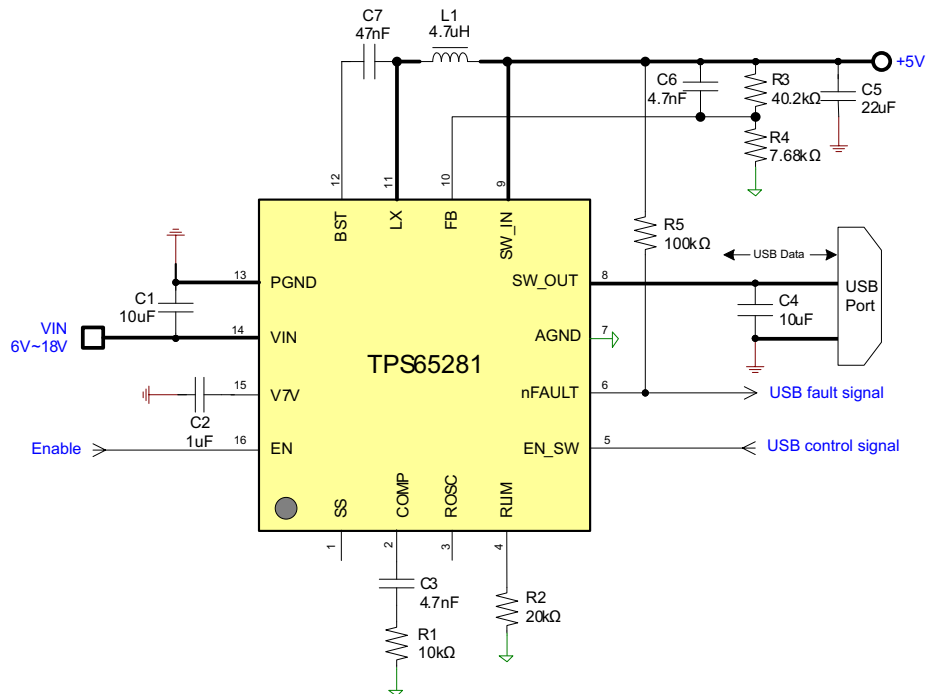 C7
47nF
L1
4.7uH
+5V
C6
4.7nF
R3
40.2kΩ
C5
22uF
R4
7.68kΩ
12
11
10
9
BST
LX
FB
SW_IN
R5
100kΩ
USB Data
USB
Port
13
PGND
SW_OUT
8
C1
10uF
C4
10uF
VIN
6V~18V
14
VIN
AGND
7
TPS65281
15
V7V
nFAULT
6
USB fault signal
C2
1uF
Enable
16
EN
EN_SW
5
USB control signal
SS
COMP
ROSC
RLIM
1
2
3
4
C3
4.7nF
R2
20kΩ
R1
10kΩ